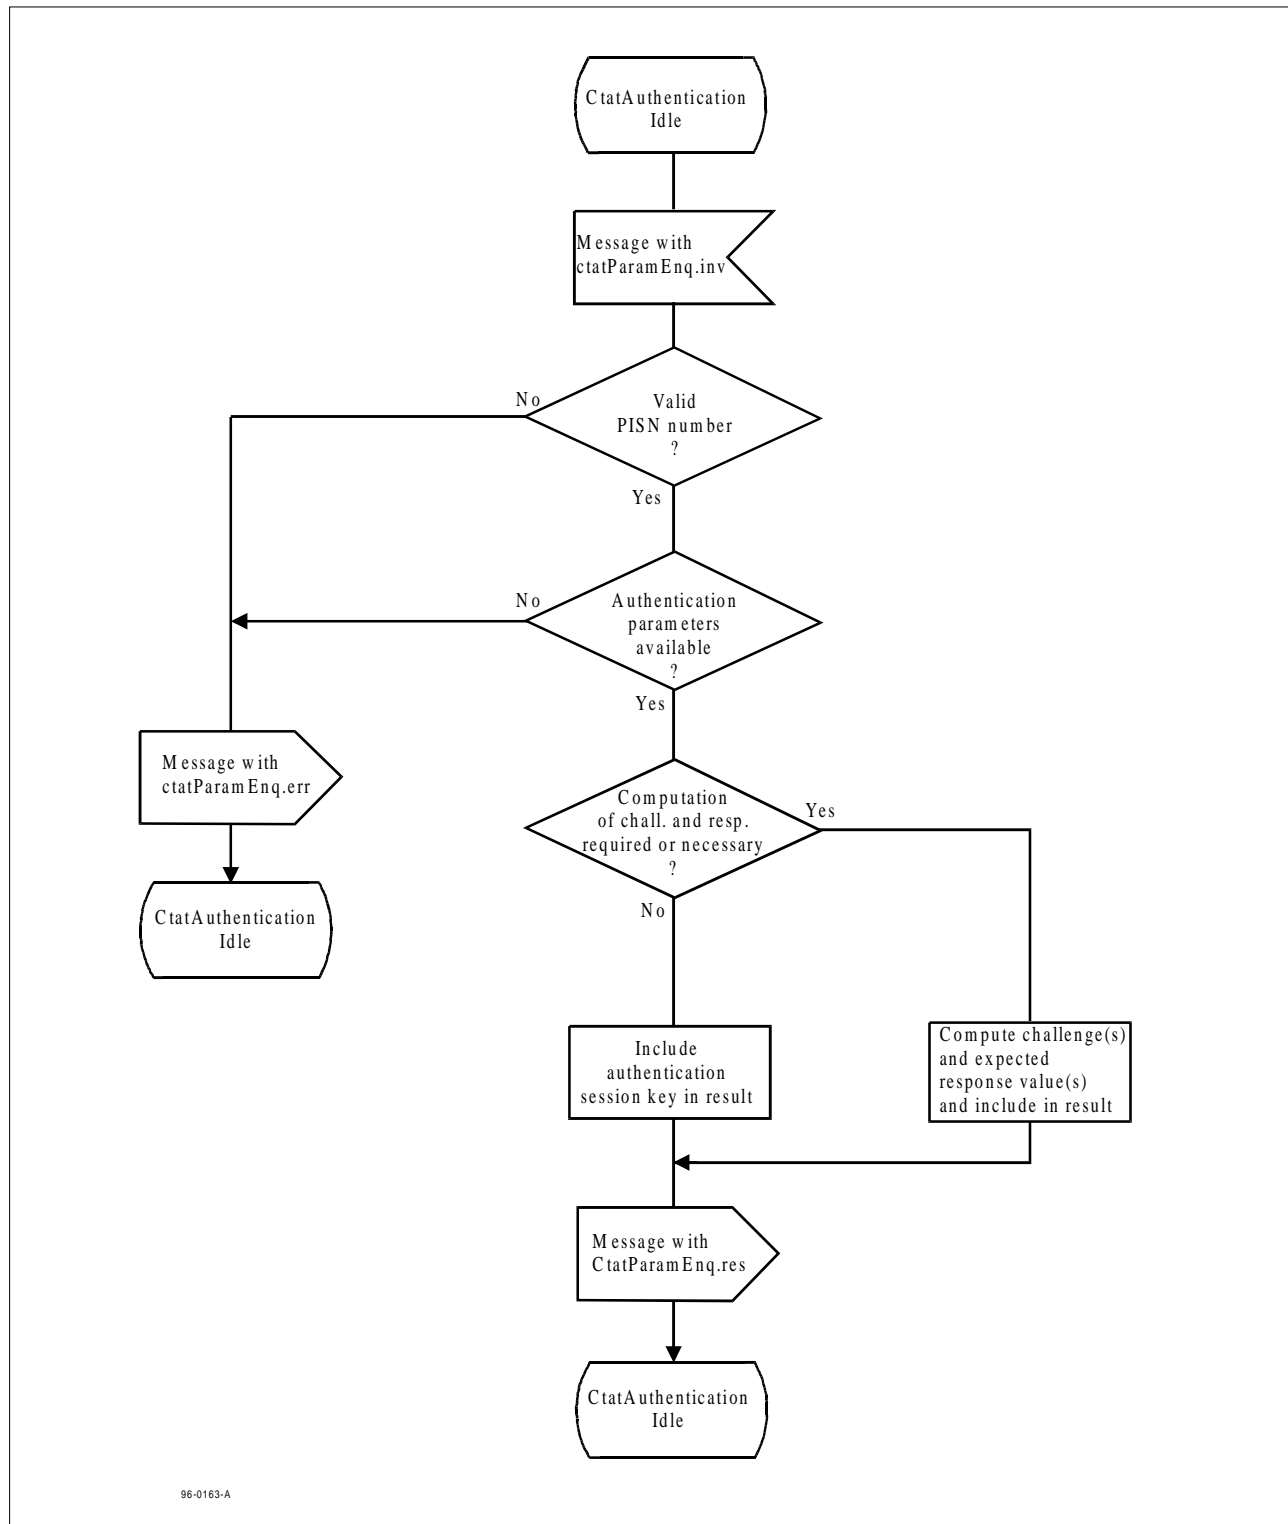 CtatAuthentication
Idle
Message with
ctatParamEnq.inv
No
Valid
PISN number
?
Yes
No
Authentication
parameters
available
?
Yes
Message with
ctatParamEnq.err
Computation
of chall. and resp.
required or necessary
?
Yes
No
CtatAuthentication
Idle
Include
authentication
session key in result
Compute challenge(s)
and expected
response value(s)
and include in result
Message with
CtatParamEnq.res
CtatAuthentication
Idle
96-0163-A